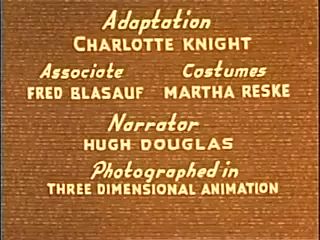 Adaptation
CHARLOTTE KNIGHT
Associate Costumes
FRED BLASAUF MARTHA RESKE
Narrator
HUGH DOUGLAS
Photographed in
THREE DIMENSIONAL ANIMATION